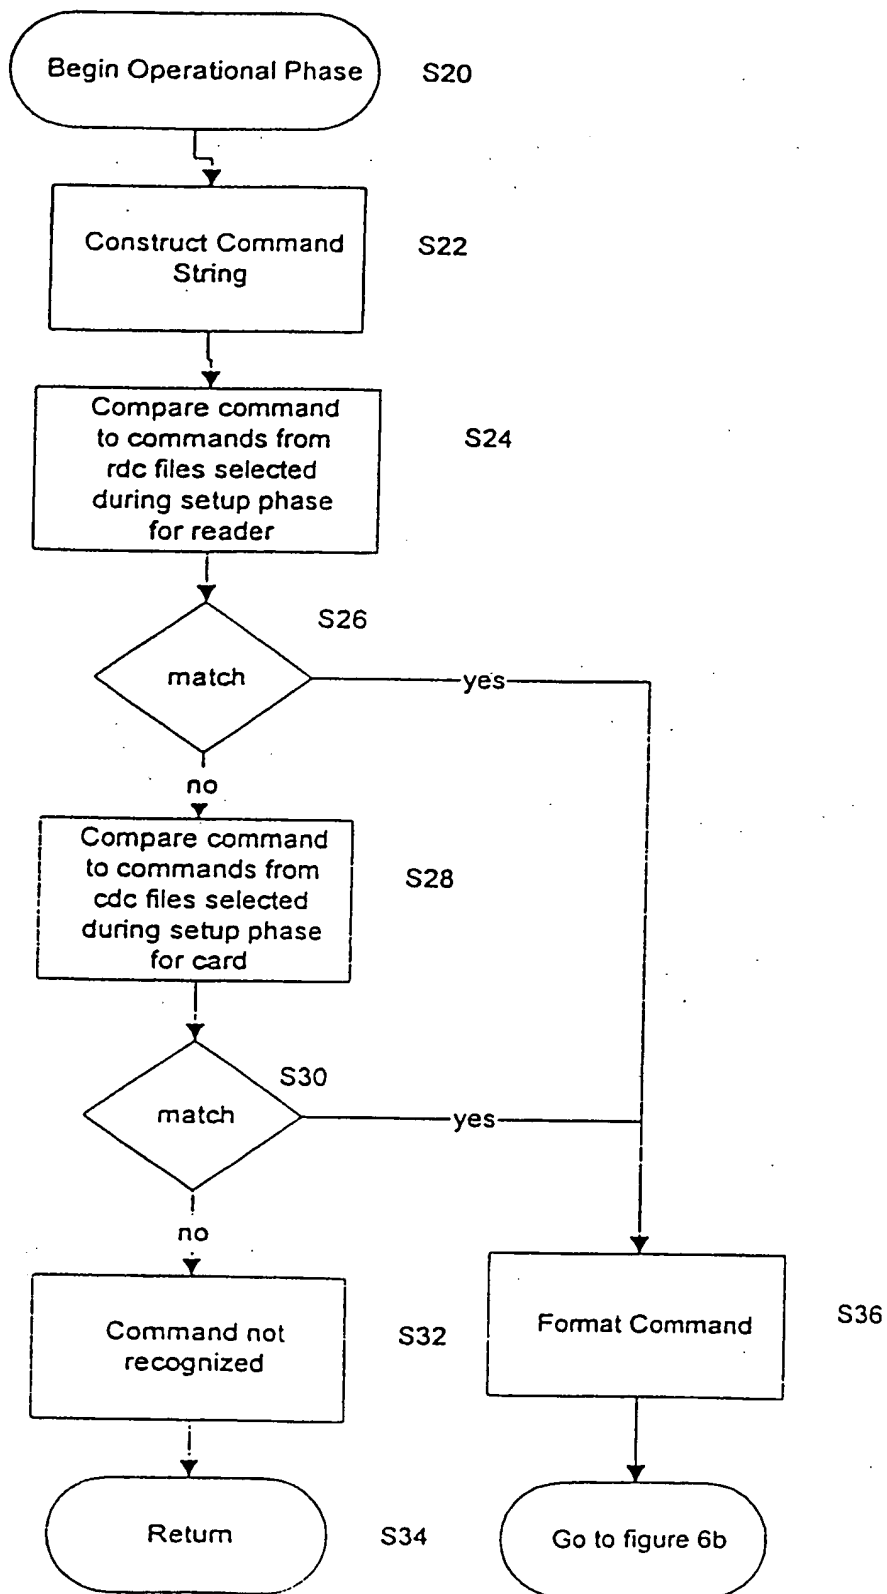 Begin Operational Phase
S20
Construct Command
String
S22
Compare command
to commands from
rdc files selected
during setup phase
for reader
S24
S26
match
yes
no
Compare command
to commands from
cdc files selected
during setup phase
for card
S28
S30
match
yes
no
Command not
recognized
S32
Format Command
S36
Return
S34
Go to figure 6b